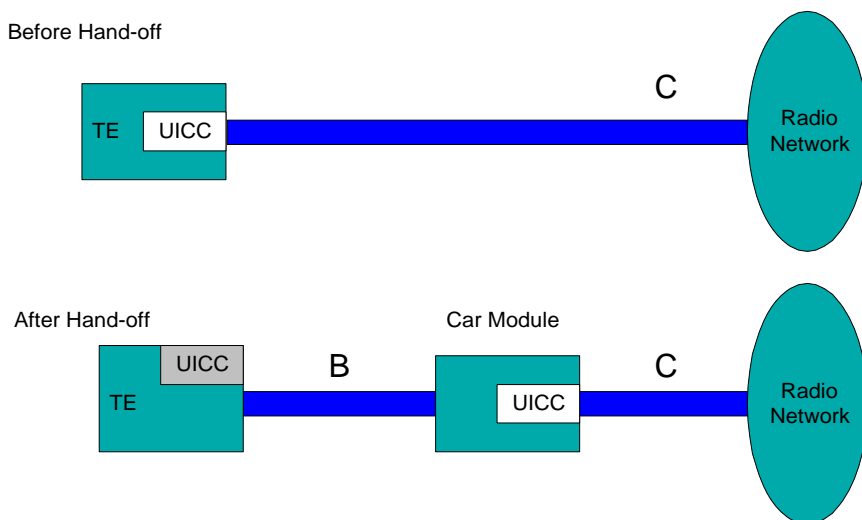 Before Hand-off
C
TE
UICC
Radio
Network
After Hand-off
Car Module
UICC
B
C
TE
UICC
Radio
Network